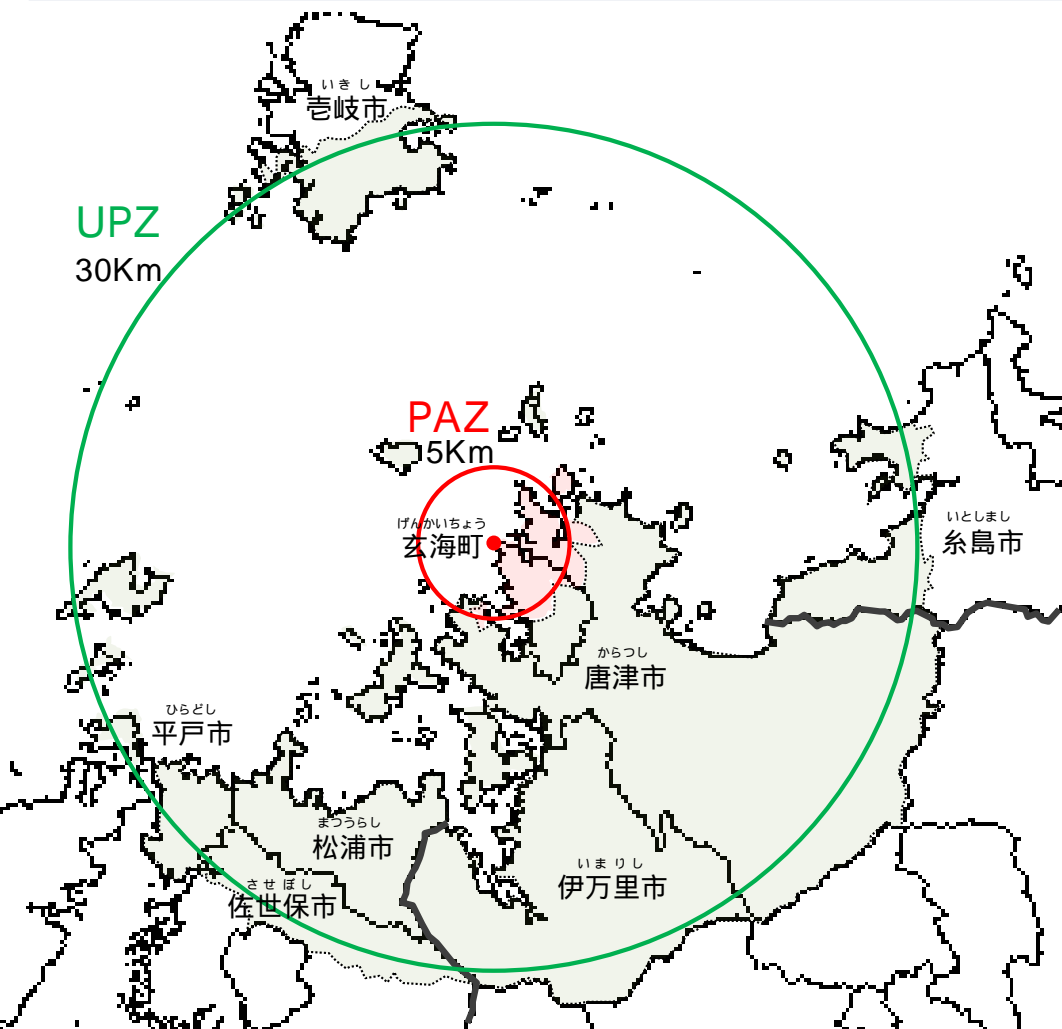 いきし
壱岐市
UPZ
30Km
PAZ
5Km
げんかいちょう
玄海町
いとしまし
糸島市
からつし
唐津市
ひらどし
平戸市
まつうらし
松浦市
いまりし
伊万里市
させぼし
佐世保市